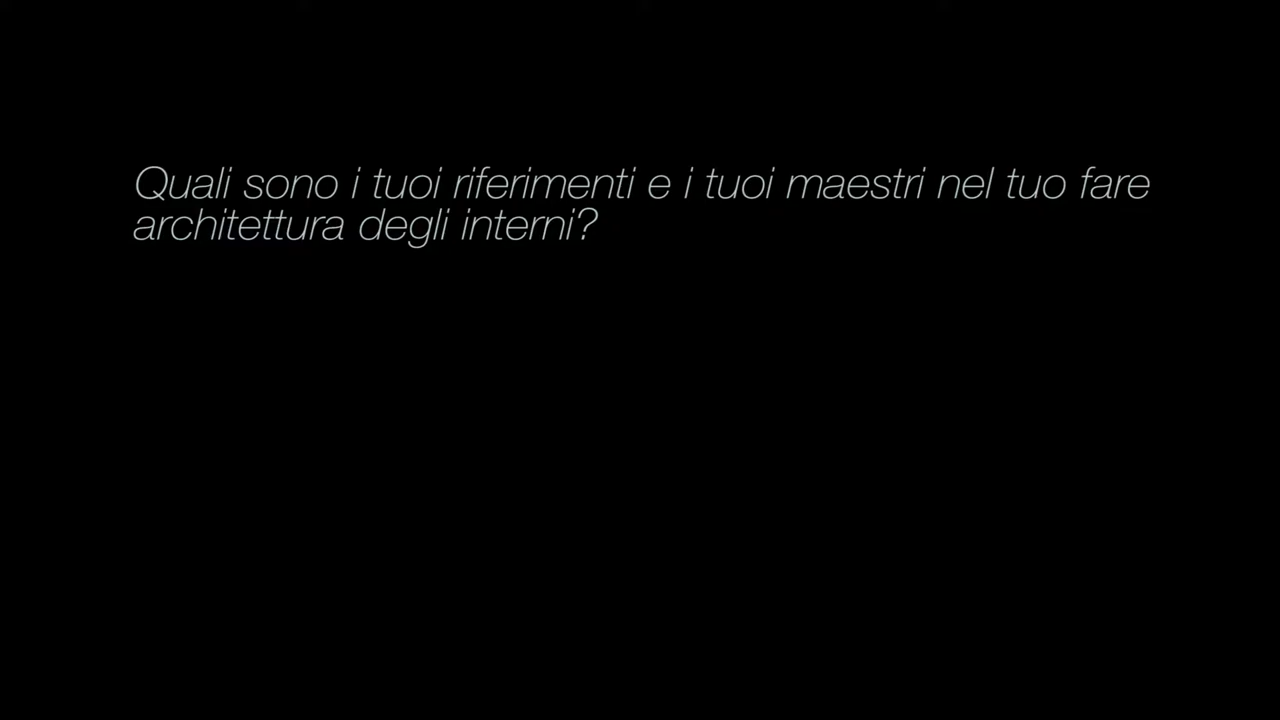 Quali sono i tuoi riferimenti e i tuoi maestri nel tuo fare
architettura degli interni?